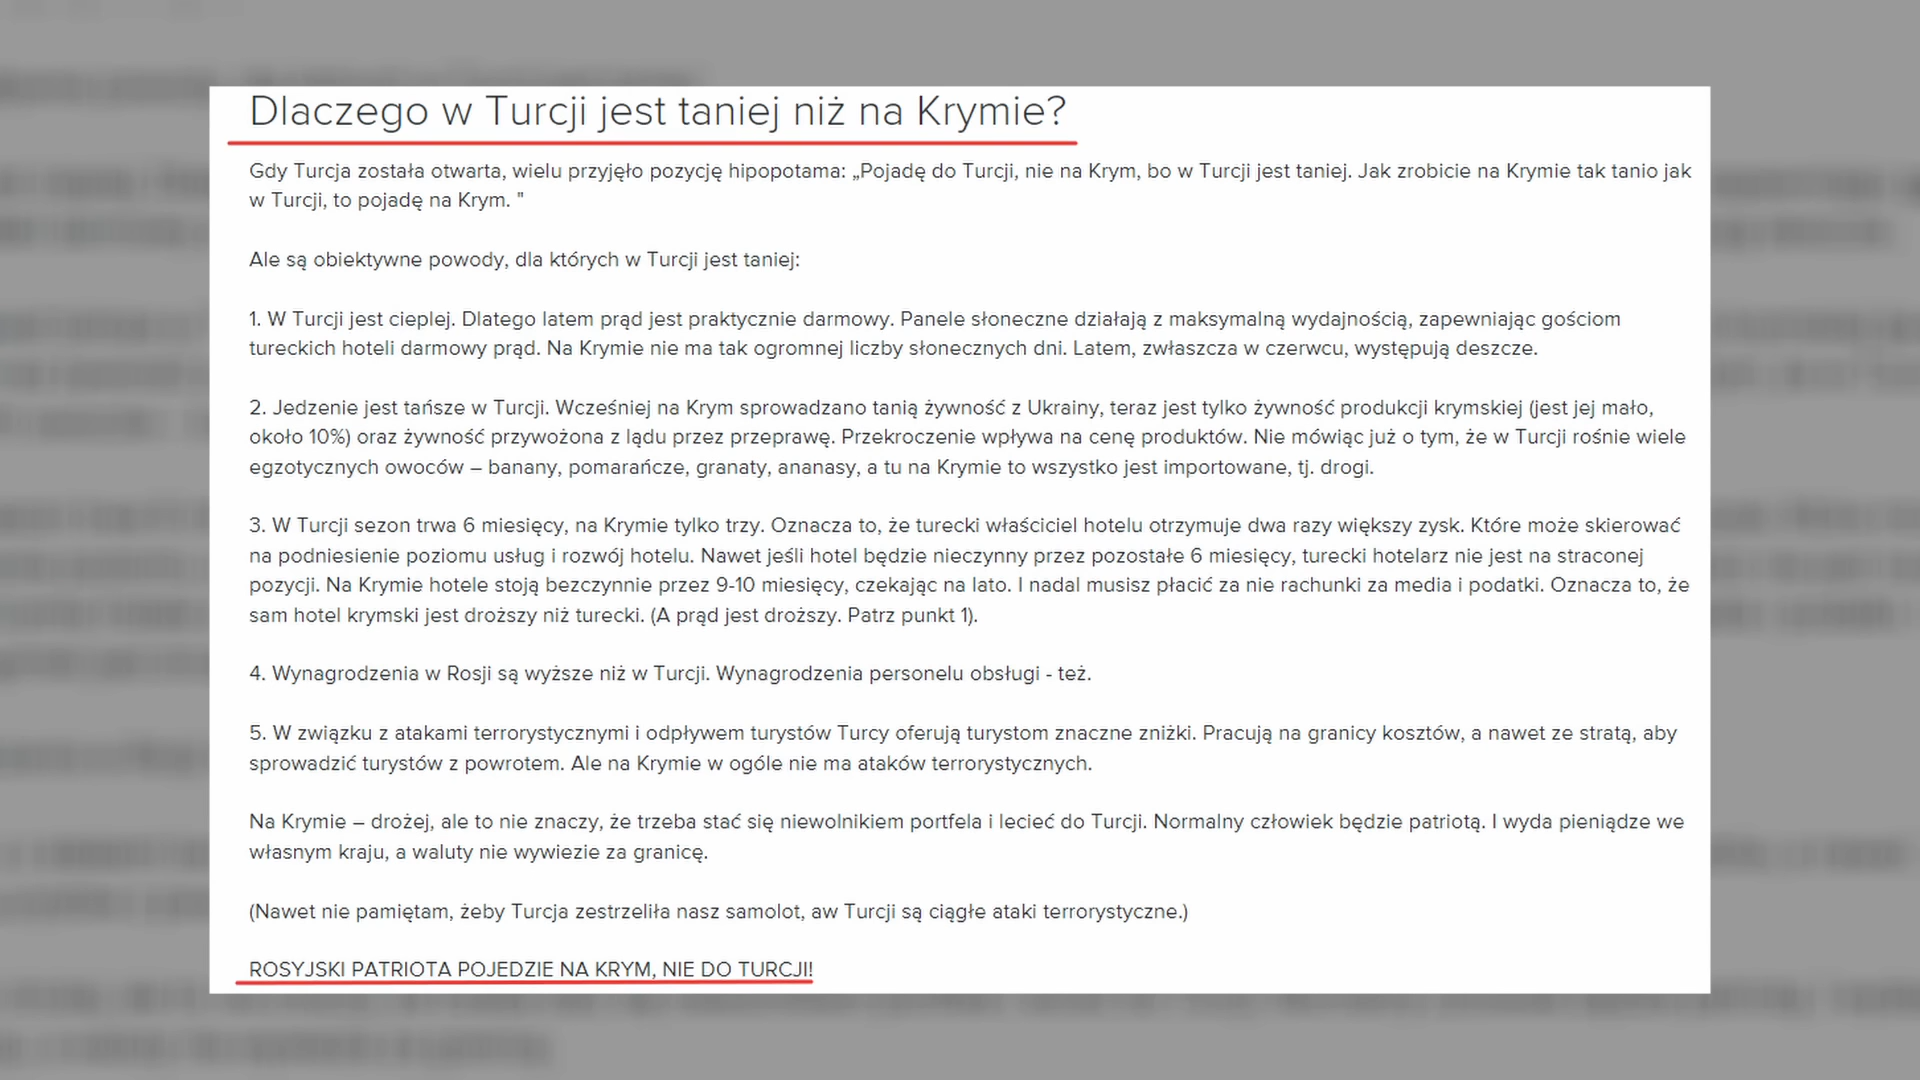 Dlaczego w Turcji jest taniej niż na Krymie?
Gdy Turcja została otwarta, wielu przyjęło pozycję hipopotama: „Pojadę do Turcji, nie na Krym, bo w Turcji jest taniej. Jak zrobicie na Krymie tak tanio jak
w Turcji, to pojadę na Krym. "
Ale są obiektywne powody, dla których w Turcji jest taniej:
1. W Turcji jest cieplej. Dlatego latem prąd jest praktycznie darmowy. Panele słoneczne działają z maksymalną wydajnością, zapewniając gościom
tureckich hoteli darmowy prąd. Na Krymie nie ma tak ogromnej liczby słonecznych dni. Latem, zwłaszcza w czerwcu, występują deszcze.
2. Jedzenie jest tańsze w Turcji. Wcześniej na Krym sprowadzano tanią żywność z Ukrainy, teraz jest tylko żywność produkcji krymskiej (jest jej mało,
około 10%) oraz żywność przywożona z lądu przez przeprawę. Przekroczenie wpływa na cenę produktów. Nie mówiąc już o tym, że w Turcji rośnie wiele
egzotycznych owoców – banany, pomarańcze, granaty, ananasy, a tu na Krymie to wszystko jest importowane, tj. drogi.
3. W Turcji sezon trwa 6 miesięcy, na Krymie tylko trzy. Oznacza to, że turecki właściciel hotelu otrzymuje dwa razy większy zysk. Które może skierować
na podniesienie poziomu usług i rozwój hotelu. Nawet jeśli hotel będzie nieczynny przez pozostałe 6 miesięcy, turecki hotelarz nie jest na straconej
pozycji. Na Krymie hotele stoją bezczynnie przez 9-10 miesięcy, czekając na lato. I nadal musisz płacić za nie rachunki za media i podatki. Oznacza to, że
sam hotel krymski jest droższy niż turecki. (A prąd jest droższy. Patrz punkt 1).
4. Wynagrodzenia w Rosji są wyższe niż w Turcji. Wynagrodzenia personelu obsługi - też.
5. W związku z atakami terrorystycznymi i odpływem turystów Turcy oferują turystom znaczne zniżki. Pracują na granicy kosztów, a nawet ze stratą, aby
sprowadzić turystów z powrotem. Ale na Krymie w ogóle nie ma ataków terrorystycznych.
Na Krymie – drożej, ale to nie znaczy, że trzeba stać się niewolnikiem portfela i lecieć do Turcji. Normalny człowiek będzie patriotą. I wyda pieniądze we
własnym kraju, a waluty nie wywiezie za granicę.
(Nawet nie pamiętam, żeby Turcja zestrzeliła nasz samolot, aw Turcji są ciągłe ataki terrorystyczne.)
ROSYJSKI PATRIOTA POJEDZIE NA KRYM, NIE DO TURCJI!